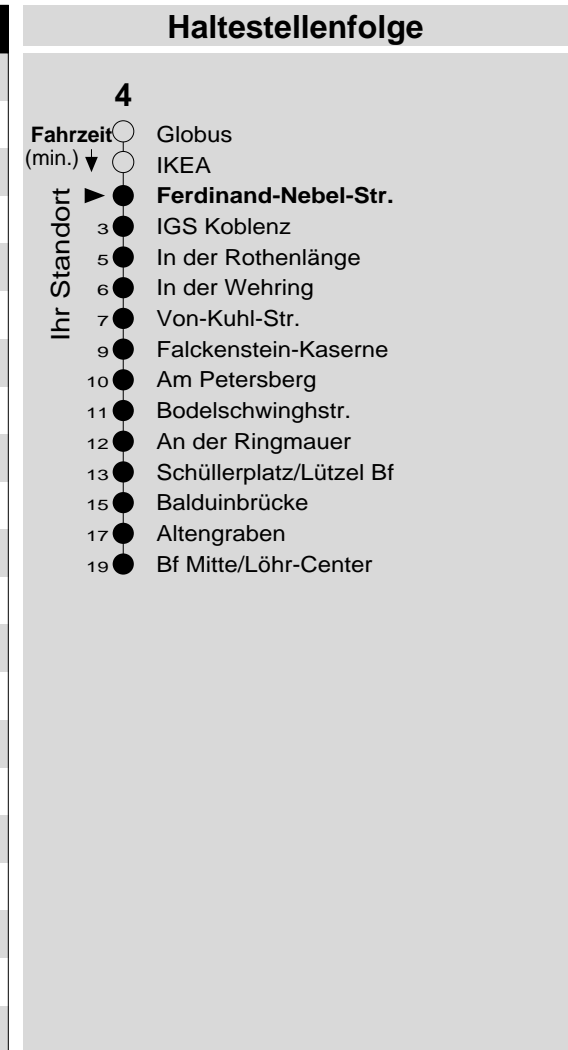 Haltestellenfolge
4
Fahrzeit Globus
(min.) IKEA
Ihr Standort
Ferdinand-Nebel-Str.
3 IGS Koblenz
5 In der Rothenlänge
6 In der Wehring
7 Von-Kuhl-Str.
9 Falckenstein-Kaserne
10 Am Petersberg
11 Bodelschwinghstr.
12 An der Ringmauer
13 Schüllerplatz/Lützel Bf
15 Balduinbrücke
17 Altengraben
19 Bf Mitte/Löhr-Center